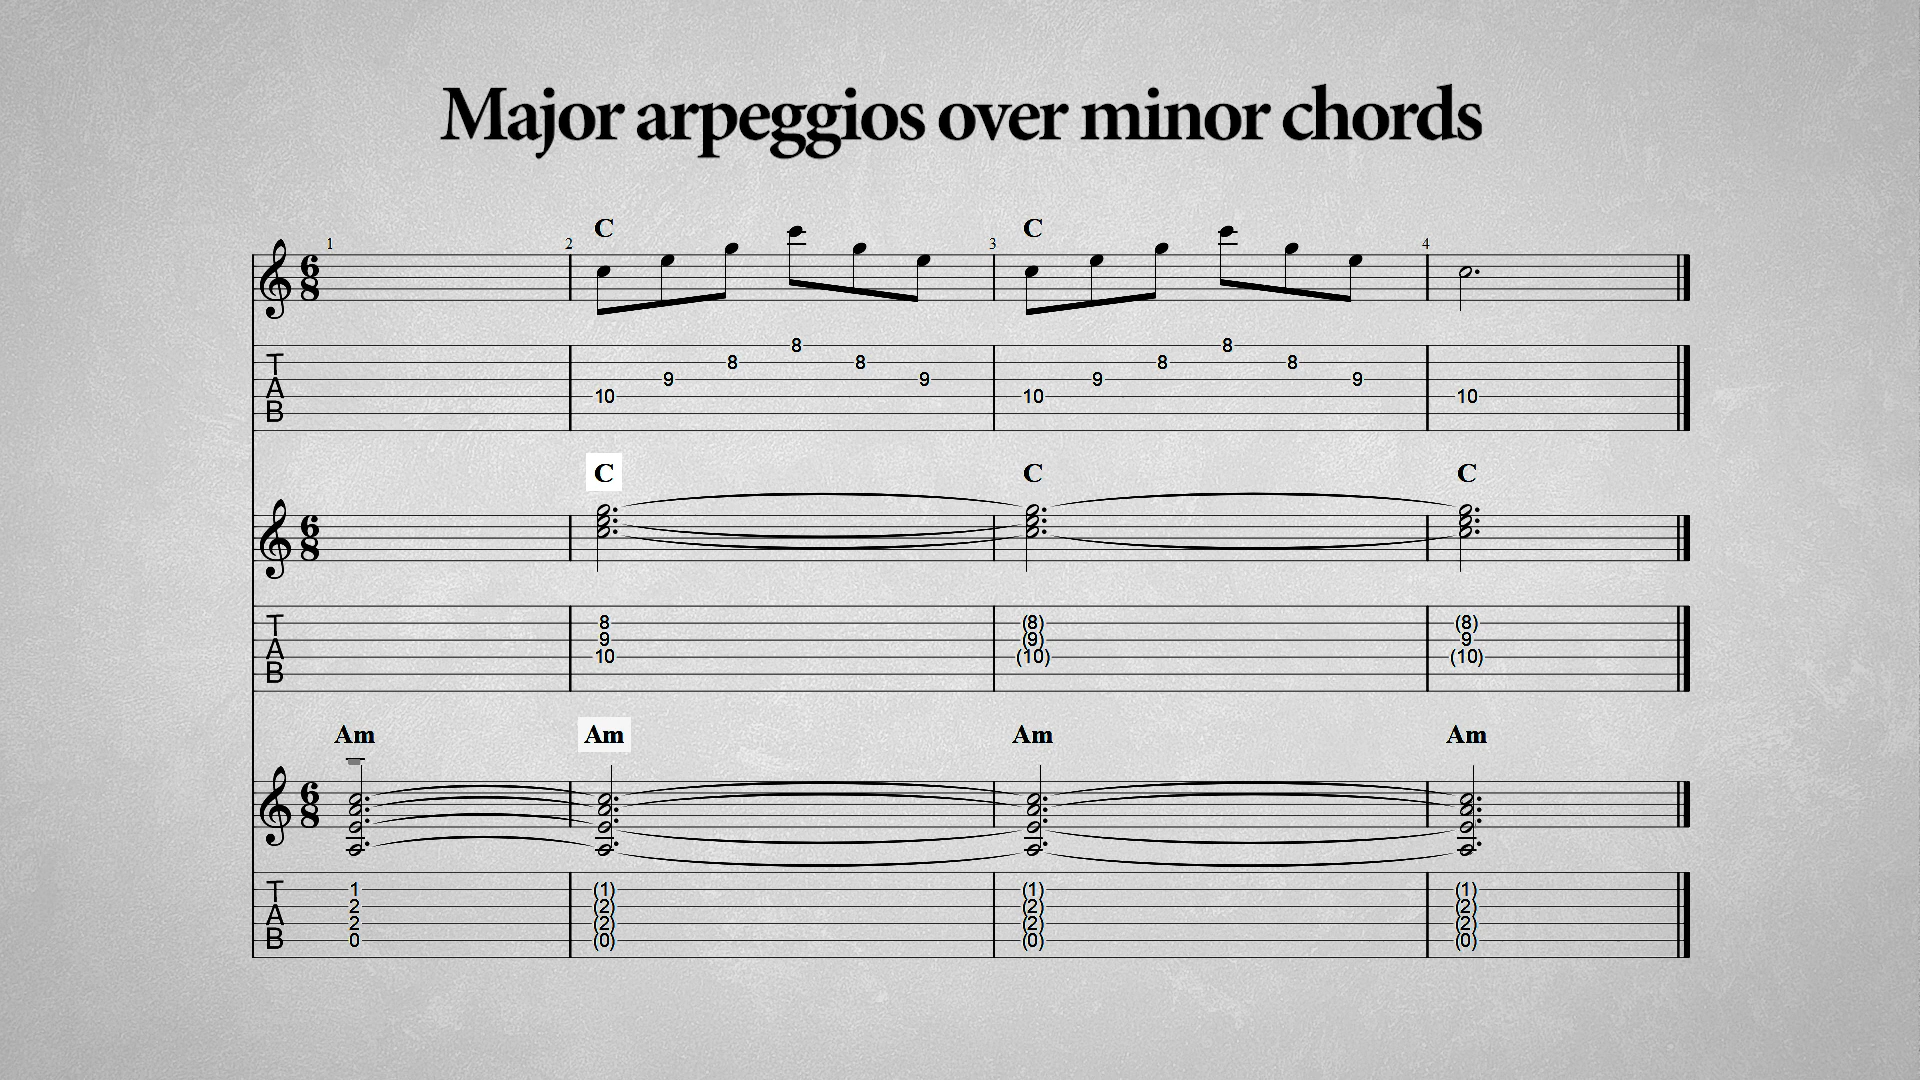 Major arpeggios over minor chords
C C
1 2 3 4
6 8
8 8
T 8 8 8 8
A 9 9 9 9
B 10 10 10
C C C
6 8
T 8 (8) (8)
9 (9) 9
A 10 (10) (10)
B
Am Am Am Am
6 8
T 1 (1) (1) (1)
A 2 (2) (2) (2)
2 (2) (2) (2)
B 0 (0) (0) (0)